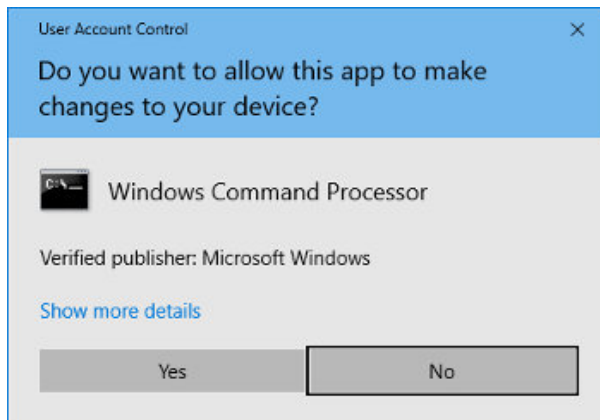 User Account Control
Do you want to allow this app to make
changes to your device?
C:\_
Windows Command Processor
Verified publisher: Microsoft Windows
Show more details
Yes
No